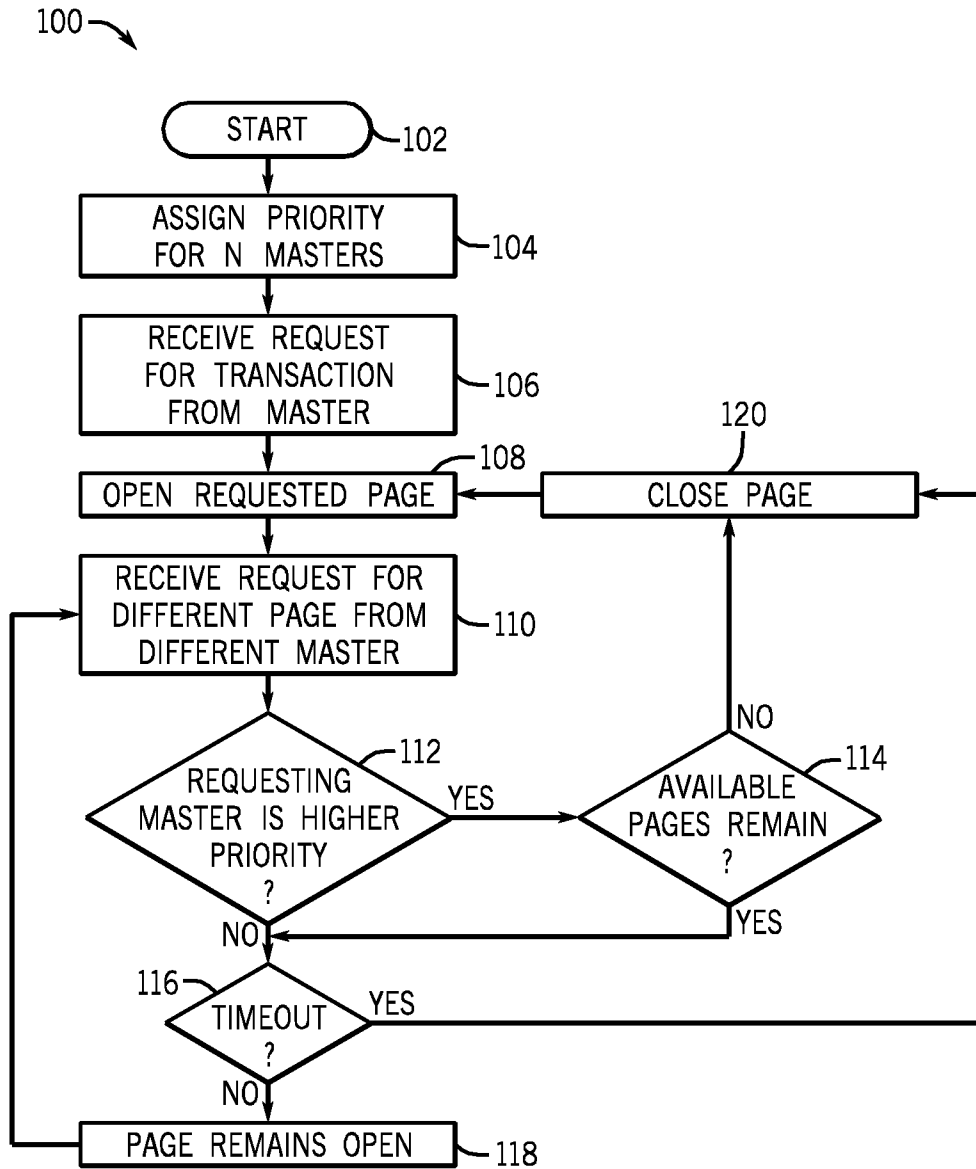 100
START
102
ASSIGN PRIORITY
FOR N MASTERS
104
RECEIVE REQUEST
FOR TRANSACTION
FROM MASTER
106
OPEN REQUESTED PAGE
108
CLOSE PAGE
120
RECEIVE REQUEST FOR
DIFFERENT PAGE FROM
DIFFERENT MASTER
110
REQUESTING
MASTER IS HIGHER
PRIORITY
?
112
YES
NO
AVAILABLE
PAGES REMAIN
?
114
NO
YES
116
TIMEOUT
?
YES
NO
PAGE REMAINS OPEN
118